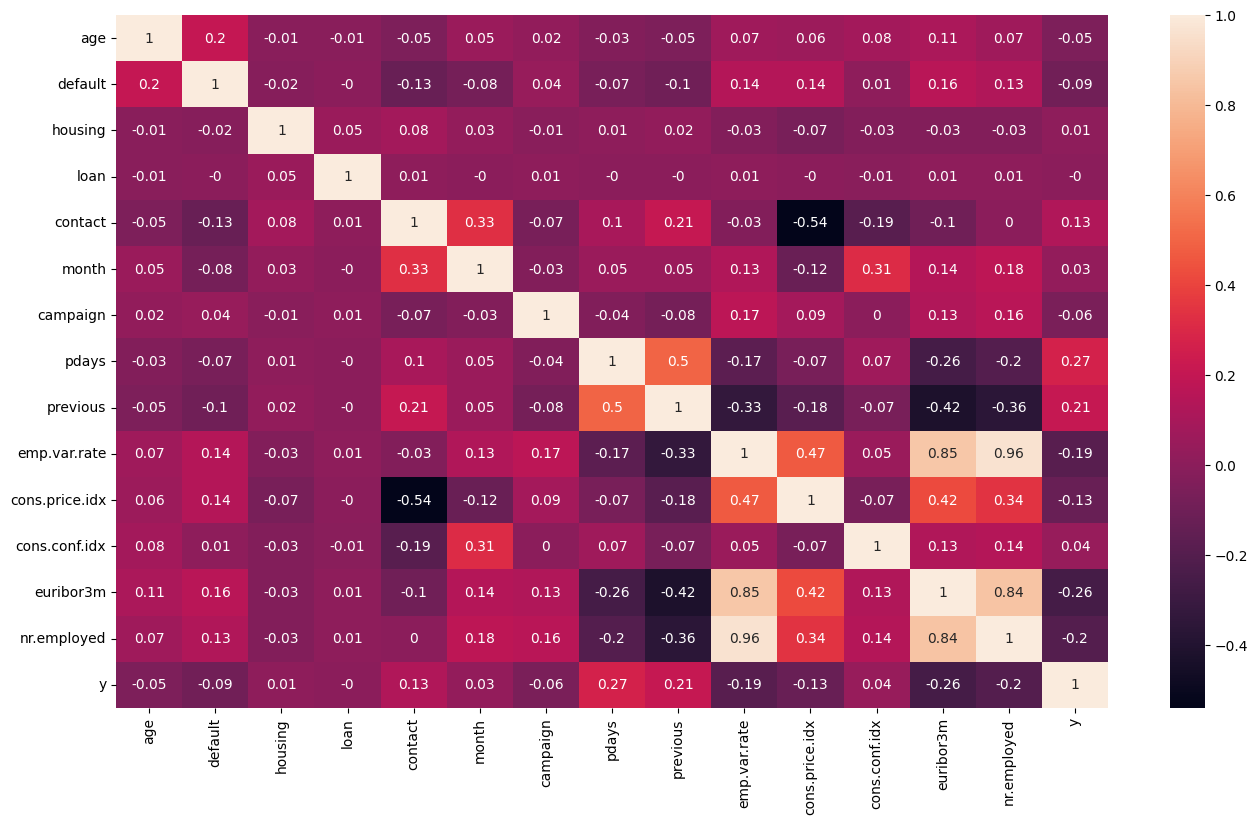 age 1 0.2 -0.01 -0.01 -0.05 0.05 0.02 -0.03 -0.05 0.07 0.06 0.08 0.11 0.07 -0.05
default 0.2 1 -0.02 -0 -0.13 -0.08 0.04 -0.07 -0.1 0.14 0.14 0.01 0.16 0.13 -0.09
housing -0.01 -0.02 1 0.05 0.08 0.03 -0.01 0.01 0.02 -0.03 -0.07 -0.03 -0.03 -0.03 0.01
loan -0.01 -0 0.05 1 0.01 -0 0.01 -0 -0 0.01 -0 -0.01 0.01 0.01 -0
contact -0.05 -0.13 0.08 0.01 1 0.33 -0.07 0.1 0.21 -0.03 -0.54 -0.19 -0.1 0 0.13
month 0.05 -0.08 0.03 -0 0.33 1 -0.03 0.05 0.05 0.13 -0.12 0.31 0.14 0.18 0.03
campaign 0.02 0.04 -0.01 0.01 -0.07 -0.03 1 -0.04 -0.08 0.17 0.09 0 0.13 0.16 -0.06
pdays -0.03 -0.07 0.01 -0 0.1 0.05 -0.04 1 0.5 -0.17 -0.07 0.07 -0.26 -0.2 0.27
previous -0.05 -0.1 0.02 -0 0.21 0.05 -0.08 0.5 1 -0.33 -0.18 -0.07 -0.42 -0.36 0.21
emp.var.rate 0.07 0.14 -0.03 0.01 -0.03 0.13 0.17 -0.17 -0.33 1 0.47 0.05 0.85 0.96 -0.19
cons.price.idx 0.06 0.14 -0.07 -0 -0.54 -0.12 0.09 -0.07 -0.18 0.47 1 -0.07 0.42 0.34 -0.13
cons.conf.idx 0.08 0.01 -0.03 -0.01 -0.19 0.31 0 0.07 -0.07 0.05 -0.07 1 0.13 0.14 0.04
euribor3m 0.11 0.16 -0.03 0.01 -0.1 0.14 0.13 -0.26 -0.42 0.85 0.42 0.13 1 0.84 -0.26
nr.employed 0.07 0.13 -0.03 0.01 0 0.18 0.16 -0.2 -0.36 0.96 0.34 0.14 0.84 1 -0.2
y -0.05 -0.09 0.01 -0 0.13 0.03 -0.06 0.27 0.21 -0.19 -0.13 0.04 -0.26 -0.2 1
age default housing loan contact month campaign pdays previous emp.var.rate cons.price.idx cons.conf.idx euribor3m nr.employed y
1.0
0.8
0.6
0.4
0.2
0.0
−0.2
−0.4